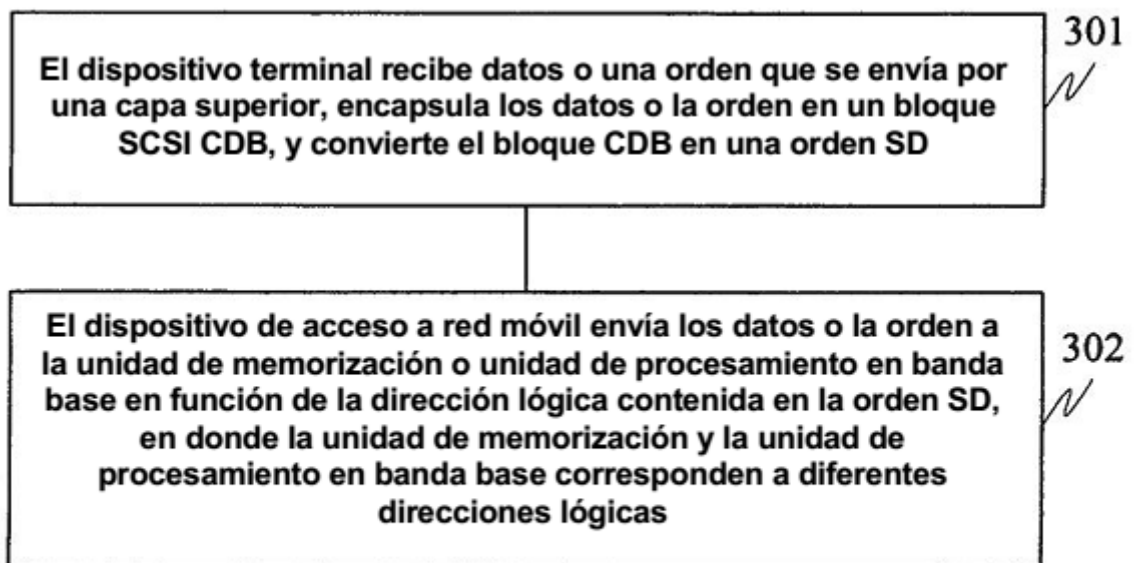 301
El dispositivo terminal recibe datos o una orden que se envía por
una capa superior, encapsula los datos o la orden en un bloque
SCSI CDB, y convierte el bloque CDB en una orden SD
El dispositivo de acceso a red móvil envía los datos o la orden a
la unidad de memorización o unidad de procesamiento en banda
base en función de la dirección lógica contenida en la orden SD,
en donde la unidad de memorización y la unidad de
procesamiento en banda base corresponden a diferentes
direcciones lógicas
302